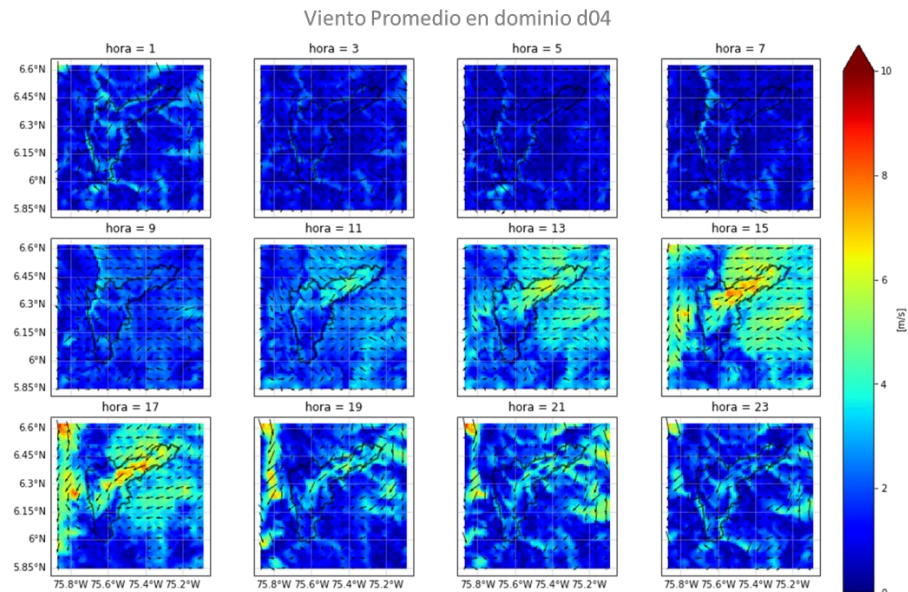 Viento Promedio en dominio d04
hora = 1
hora = 3
hora = 5
hora = 7
6.6°N
6.45°N
6.3°N
6.15°N
6°N
5.85°N
hora = 9
hora = 11
hora = 13
hora = 15
6.6°N
6.45°N
6.3°N
6.15°N
6°N
5.85°N
hora = 17
hora = 19
hora = 21
hora = 23
6.6°N
6.45°N
6.3°N
6.15°N
6°N
5.85°N
75.8°W 75.6°W 75.4°W 75.2°W
75.8°W 75.6°W 75.4°W 75.2°W
75.8°W 75.6°W 75.4°W 75.2°W
75.8°W 75.6°W 75.4°W 75.2°W
10
8
6
4
2
[m/s]